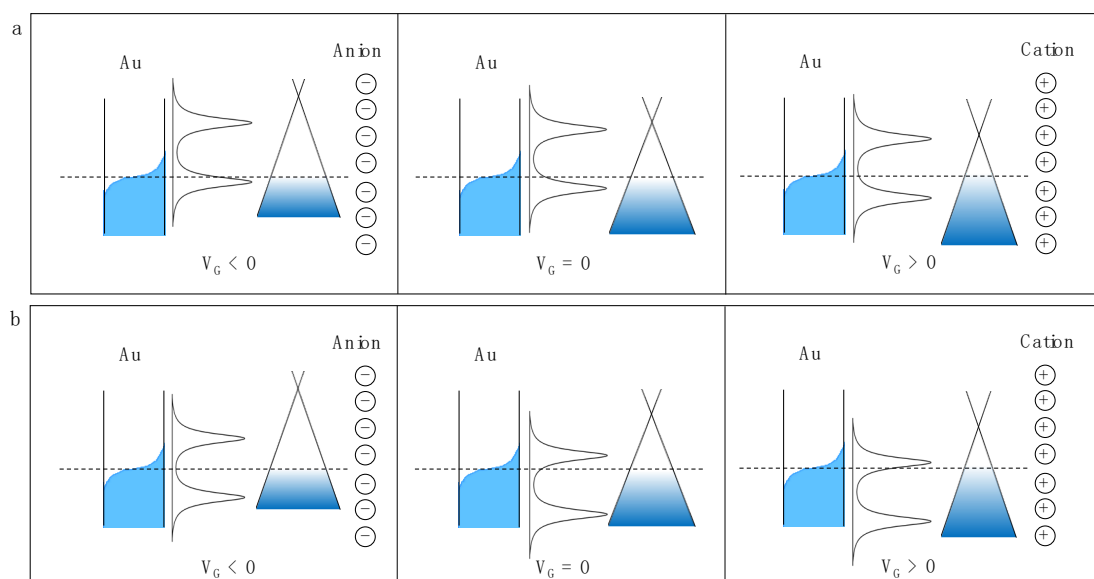 a
Anion
Au
Au
Au
Cation
− − − − − − −
+ + + + + + +
V_G < 0
V_G = 0
V_G > 0
b
Anion
Au
Au
Au
Cation
− − − − − − −
+ + + + + + +
V_G < 0
V_G = 0
V_G > 0